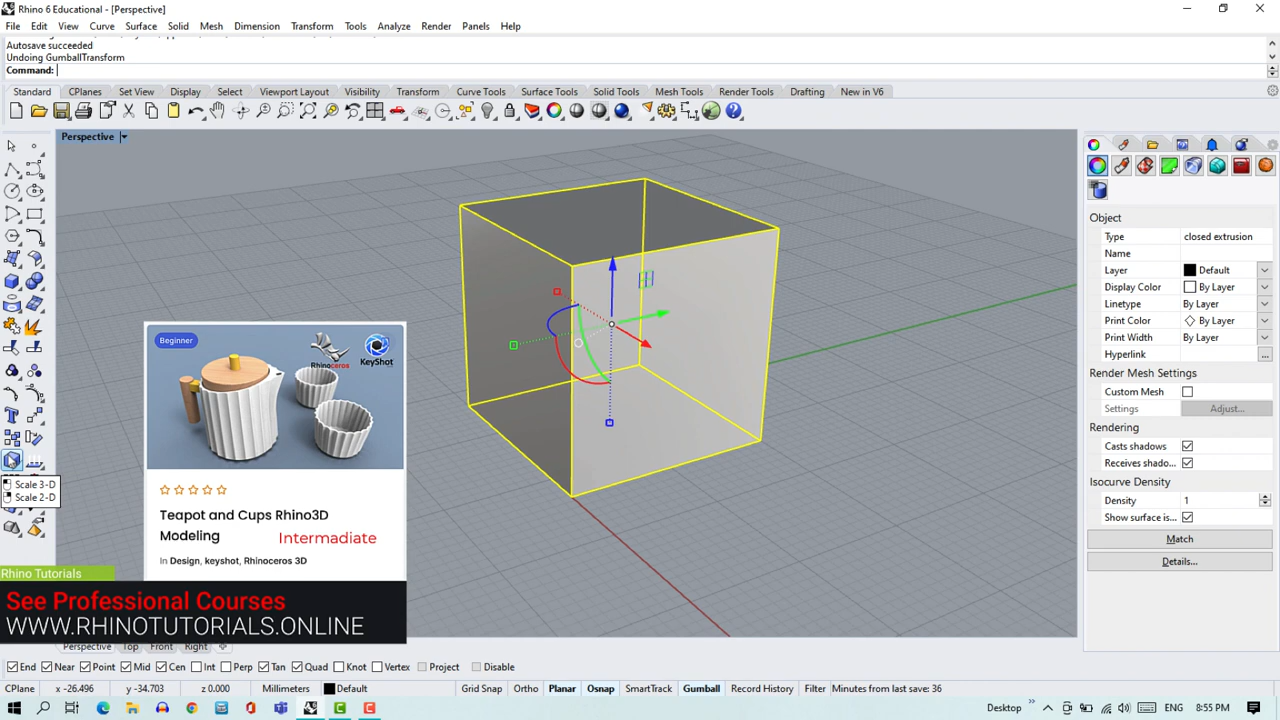 Rhino 6 Educational - [Perspective]
File Edit View Curve Surface Solid Mesh Dimension Transform Tools Analyze Render Panels Help
Autosave succeeded
Undoing GumballTransform
Command:
Standard CPlanes Set View Display Select Viewport Layout Visibility Transform Curve Tools Surface Tools Solid Tools Mesh Tools Render Tools Drafting New in V6
Perspective
Object
Type closed extrusion
Name
Layer Default
Display Color By Layer
Linetype By Layer
Print Color By Layer
Print Width By Layer
Hyperlink ...
Render Mesh Settings
Custom Mesh
Settings Adjust...
Rendering
Casts shadows
Receives shado...
Isocurve Density
Density 1
Show surface is...
Match
Details...
Scale 3-D
Scale 2-D
Beginner
Rhinoceros
KeyShot
Teapot and Cups Rhino3D
Modeling Intermadiate
In Design, keyshot, Rhinoceros 3D
Rhino Tutorials
See Professional Courses
WWW.RHINOTUTORIALS.ONLINE
Perspective Top Front Right
End Near Point Mid Cen Int Perp Tan Quad Knot Vertex Project Disable
CPlane x -26.496 y -34.703 z 0.000 Millimeters Default Grid Snap Ortho Planar Osnap SmartTrack Gumball Record History Filter Minutes from last save: 36
Desktop » ENG 8:55 PM